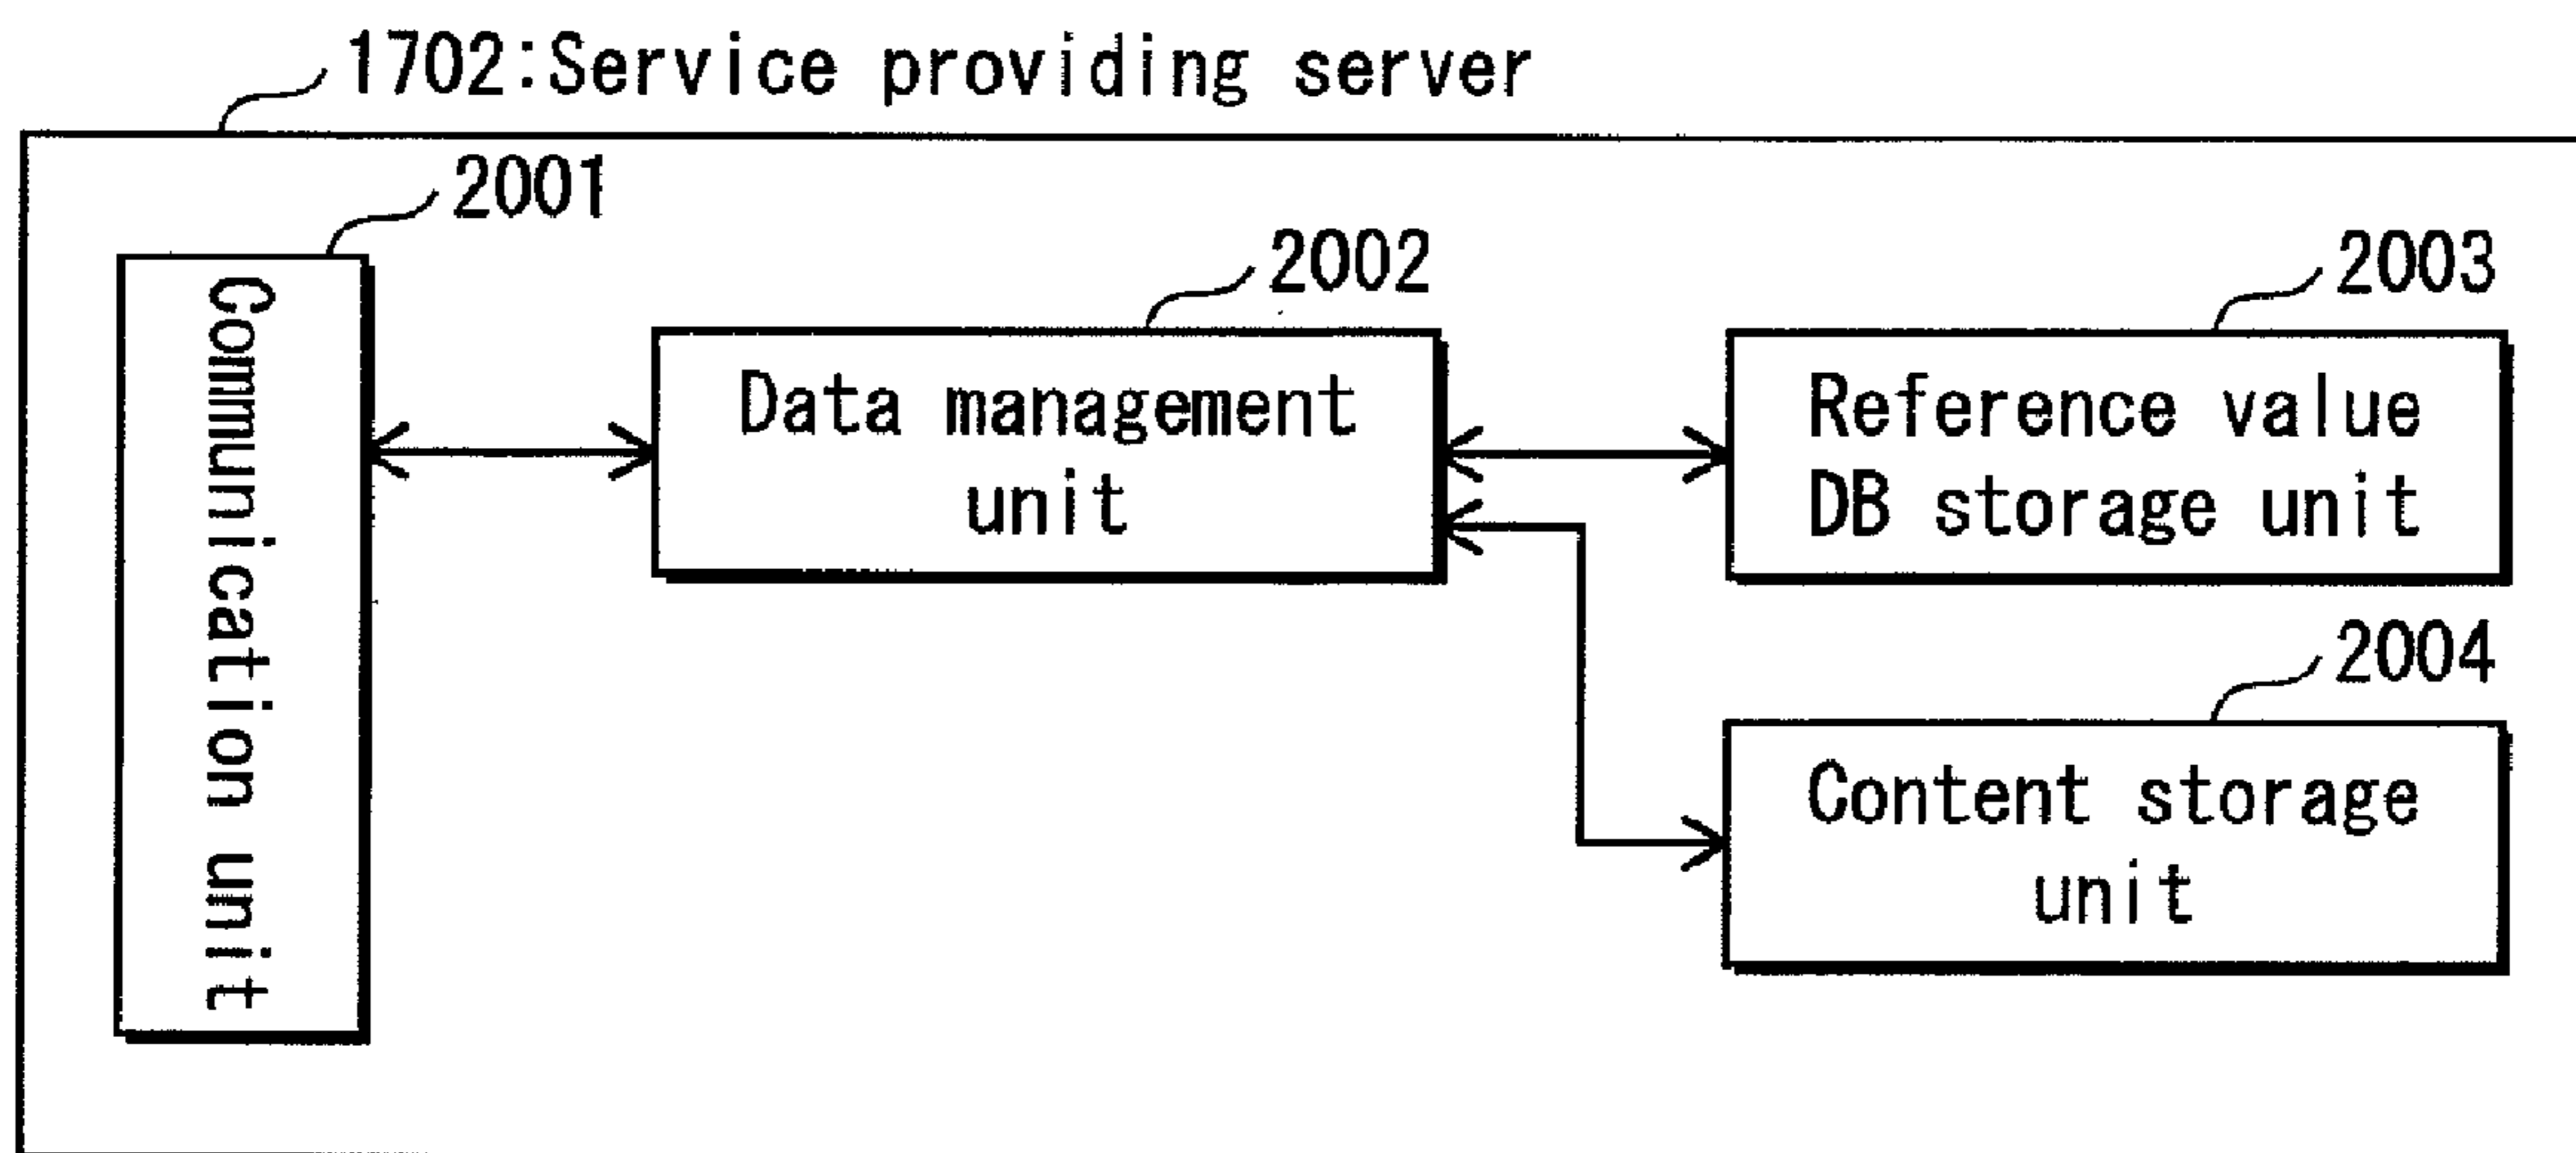 1702:Service providing server
2001
Communication unit
2002
Data management
unit
2003
Reference value
DB storage unit
2004
Content storage
unit